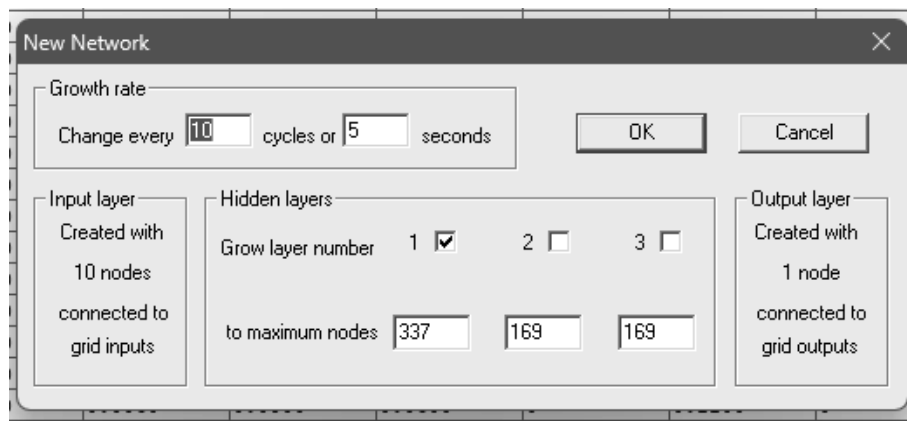 New Network
Growth rate
Change every 10 cycles or 5 seconds
OK
Cancel
Input layer
Created with
10 nodes
connected to
grid inputs
Hidden layers
Grow layer number 1 2 3
to maximum nodes 337 169 169
Output layer
Created with
1 node
connected to
grid outputs